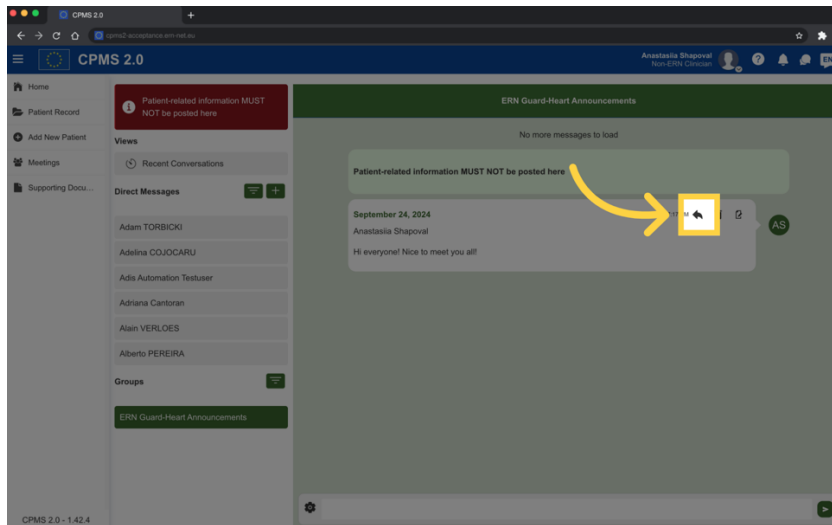 CPMS 2.0
cpms2-acceptance.ern-net.eu
CPMS 2.0
Anastasiia Shapoval
Non-ERN Clinician
EN
Home
Patient Record
Add New Patient
Meetings
Supporting Docu...
CPMS 2.0 - 1.42.4
Patient-related information MUST
NOT be posted here
Views
Recent Conversations
Direct Messages
Adam TORBICKI
Adelina COJOCARU
Adis Automation Testuser
Adriana Cantoran
Alain VERLOES
Alberto PEREIRA
Groups
ERN Guard-Heart Announcements
ERN Guard-Heart Announcements
No more messages to load
Patient-related information MUST NOT be posted here
September 24, 2024
Anastasiia Shapoval
Hi everyone! Nice to meet you all!
AS